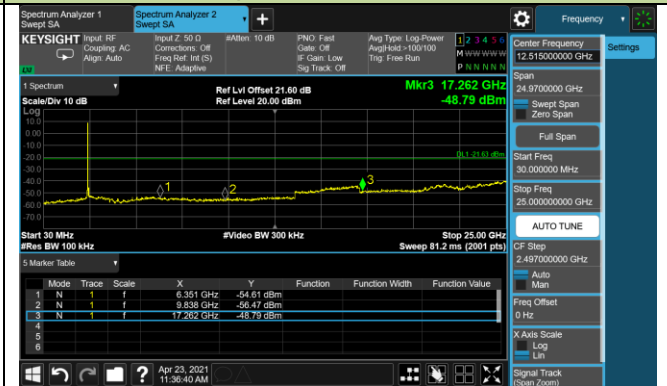 Spectrum Analyzer 1
Swept SA
Spectrum Analyzer 2
Swept SA
+
Frequency
KEYSIGHT
Input: RF
Coupling: AC
Align: Auto
Input Z: 50 Ω
Corrections: Off
Freq Ref: Int (S)
NFE: Adaptive
#Atten: 10 dB
PNO: Fast
Gate: Off
IF Gain: Low
Sig Track: Off
Avg Type: Log-Power
Avg|Hold:>100/100
Trig: Free Run
1 2 3 4 5 6
M W W W W W
P N N N N N
1 Spectrum
Scale/Div 10 dB
Ref Lvl Offset 21.60 dB
Ref Level 20.00 dBm
Mkr3 17.262 GHz
-48.79 dBm
Log
10.0
0.00
-10.0
-20.0
-30.0
-40.0
-50.0
-60.0
-70.0
DL1 -21.63 dBm
1
2
3
Start 30 MHz
#Res BW 100 kHz
#Video BW 300 kHz
Stop 25.00 GHz
Sweep 81.2 ms (2001 pts)
5 Marker Table
Mode Trace Scale X Y Function Function Width Function Value
1 N 1 f 6.351 GHz -54.61 dBm
2 N 1 f 9.838 GHz -56.47 dBm
3 N 1 f 17.262 GHz -48.79 dBm
4
5
6
Apr 23, 2021
11:36:40 AM
Center Frequency
12.515000000 GHz
Settings
Span
24.9700000 GHz
Swept Span
Zero Span
Full Span
Start Freq
30.000000 MHz
Stop Freq
25.000000000 GHz
AUTO TUNE
CF Step
2.497000000 GHz
Auto
Man
Freq Offset
0 Hz
X Axis Scale
Log
Lin
Signal Track
(Span Zoom)